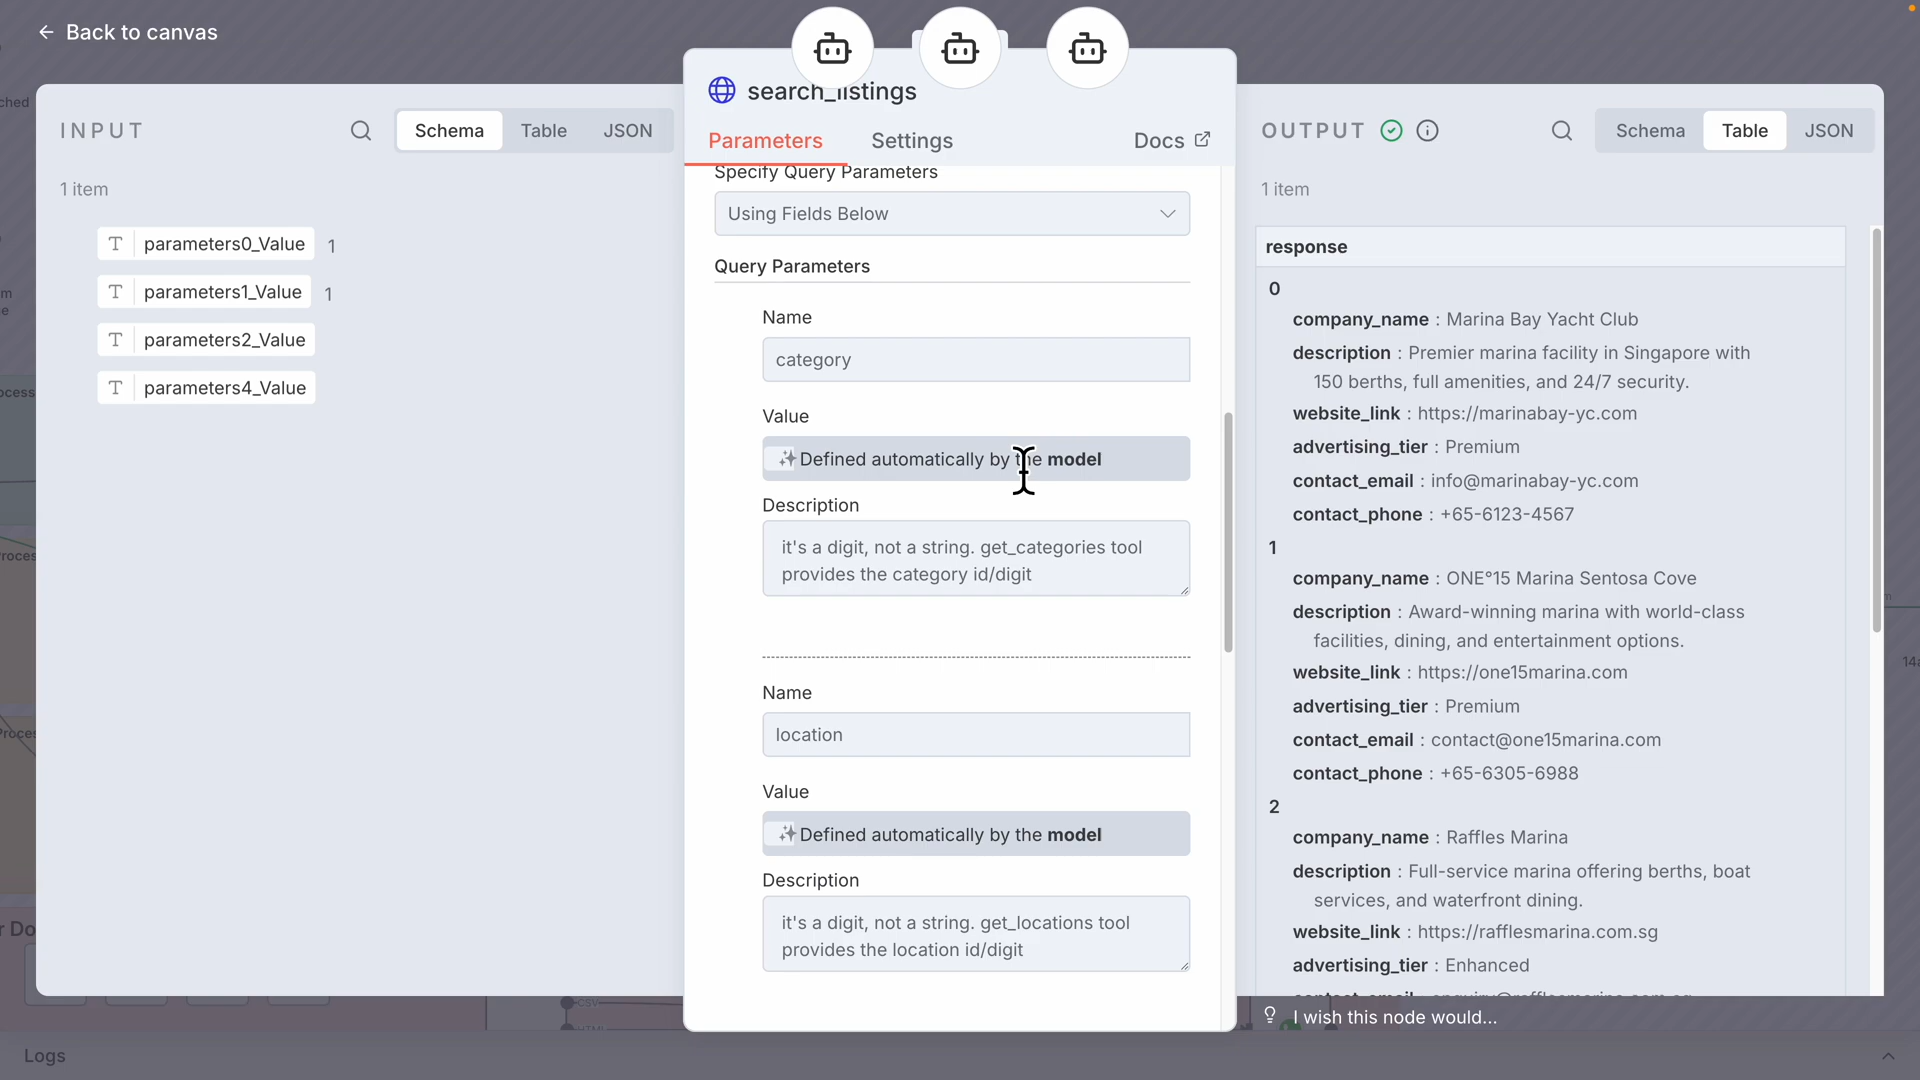 Back to canvas
INPUT
Schema
Table
JSON
1 item
T parameters0_Value 1
T parameters1_Value 1
T parameters2_Value
T parameters4_Value
search_listings
Parameters
Settings
Docs
Specify Query Parameters
Using Fields Below
Query Parameters
Name
category
Value
Defined automatically by the model
Description
it's a digit, not a string. get_categories tool
provides the category id/digit
Name
location
Value
Defined automatically by the model
Description
it's a digit, not a string. get_locations tool
provides the location id/digit
OUTPUT
Schema
Table
JSON
1 item
response
0
company_name : Marina Bay Yacht Club
description : Premier marina facility in Singapore with
150 berths, full amenities, and 24/7 security.
website_link : https://marinabay-yc.com
advertising_tier : Premium
contact_email : info@marinabay-yc.com
contact_phone : +65-6123-4567
1
company_name : ONE°15 Marina Sentosa Cove
description : Award-winning marina with world-class
facilities, dining, and entertainment options.
website_link : https://one15marina.com
advertising_tier : Premium
contact_email : contact@one15marina.com
contact_phone : +65-6305-6988
2
company_name : Raffles Marina
description : Full-service marina offering berths, boat
services, and waterfront dining.
website_link : https://rafflesmarina.com.sg
advertising_tier : Enhanced
I wish this node would...
CSV
Logs